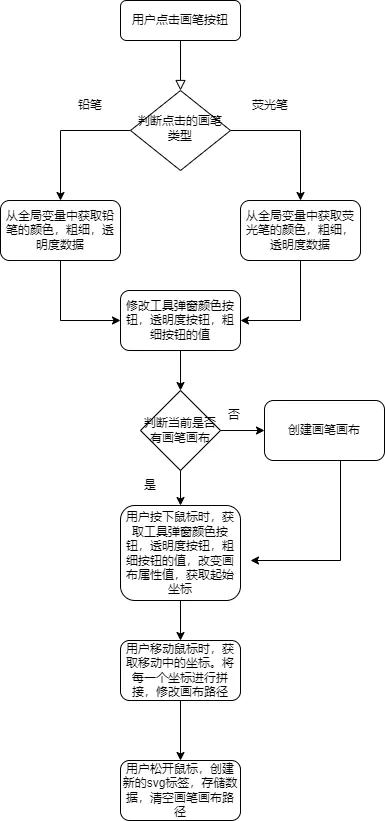 用户点击画笔按钮
铅笔
荧光笔
判断点击的画笔
类型
从全局变量中获取铅
笔的颜色，粗细，透
明度数据
从全局变量中获取荧
光笔的颜色，粗细，
透明度数据
修改工具弹窗颜色按
钮，透明度按钮，粗
细按钮的值
判断当前是否
有画笔画布
否
创建画笔画布
是
用户按下鼠标时，获
取工具弹窗颜色按
钮，透明度按钮，粗
细按钮的值，改变画
布属性值，获取起始
坐标
用户移动鼠标时，获
取移动中的坐标。将
每一个坐标进行拼
接，修改画布路径
用户松开鼠标，创建
新的svg标签，存储数
据，清空画笔画布路
径